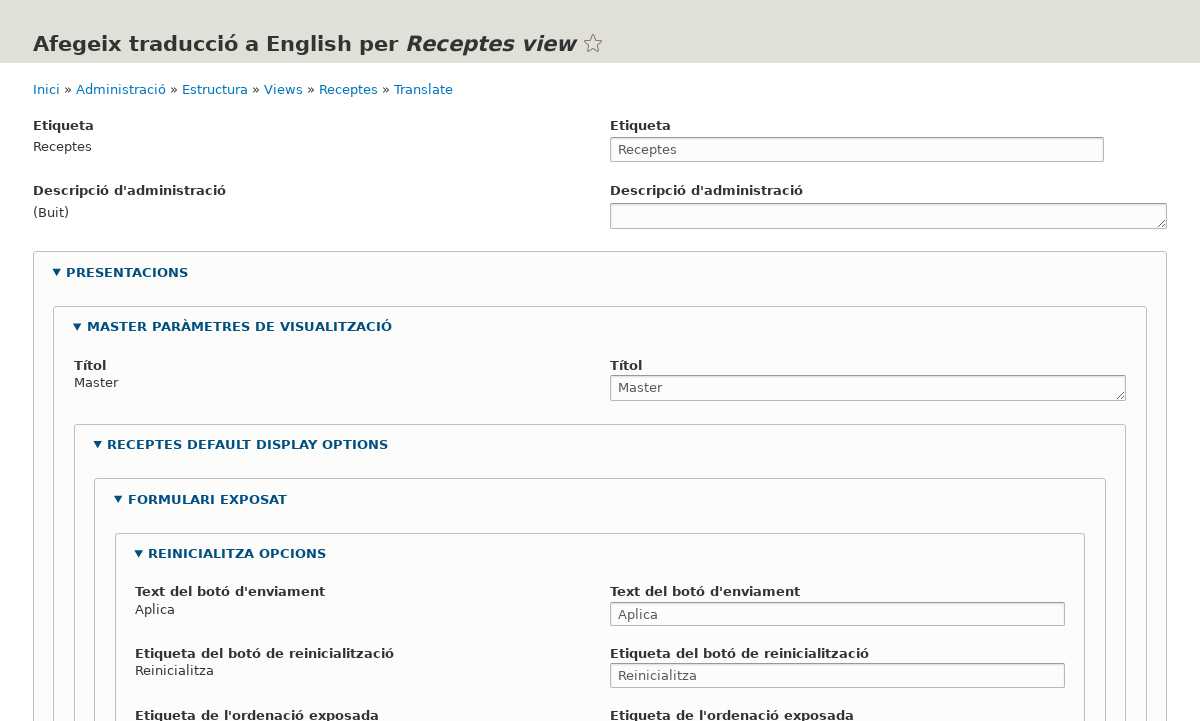 Afegeix traducció a English per Receptes view
Inici » Administració » Estructura » Views » Receptes » Translate
Etiqueta
Receptes
Etiqueta
Receptes
Descripció d'administració
(Buit)
Descripció d'administració
PRESENTACIONS
MASTER PARÀMETRES DE VISUALITZACIÓ
Títol
Master
Títol
Master
RECEPTES DEFAULT DISPLAY OPTIONS
FORMULARI EXPOSAT
REINICIALITZA OPCIONS
Text del botó d'enviament
Aplica
Text del botó d'enviament
Aplica
Etiqueta del botó de reinicialització
Reinicialitza
Etiqueta del botó de reinicialització
Reinicialitza
Etiqueta de l'ordenació exposada
Etiqueta de l'ordenació exposada